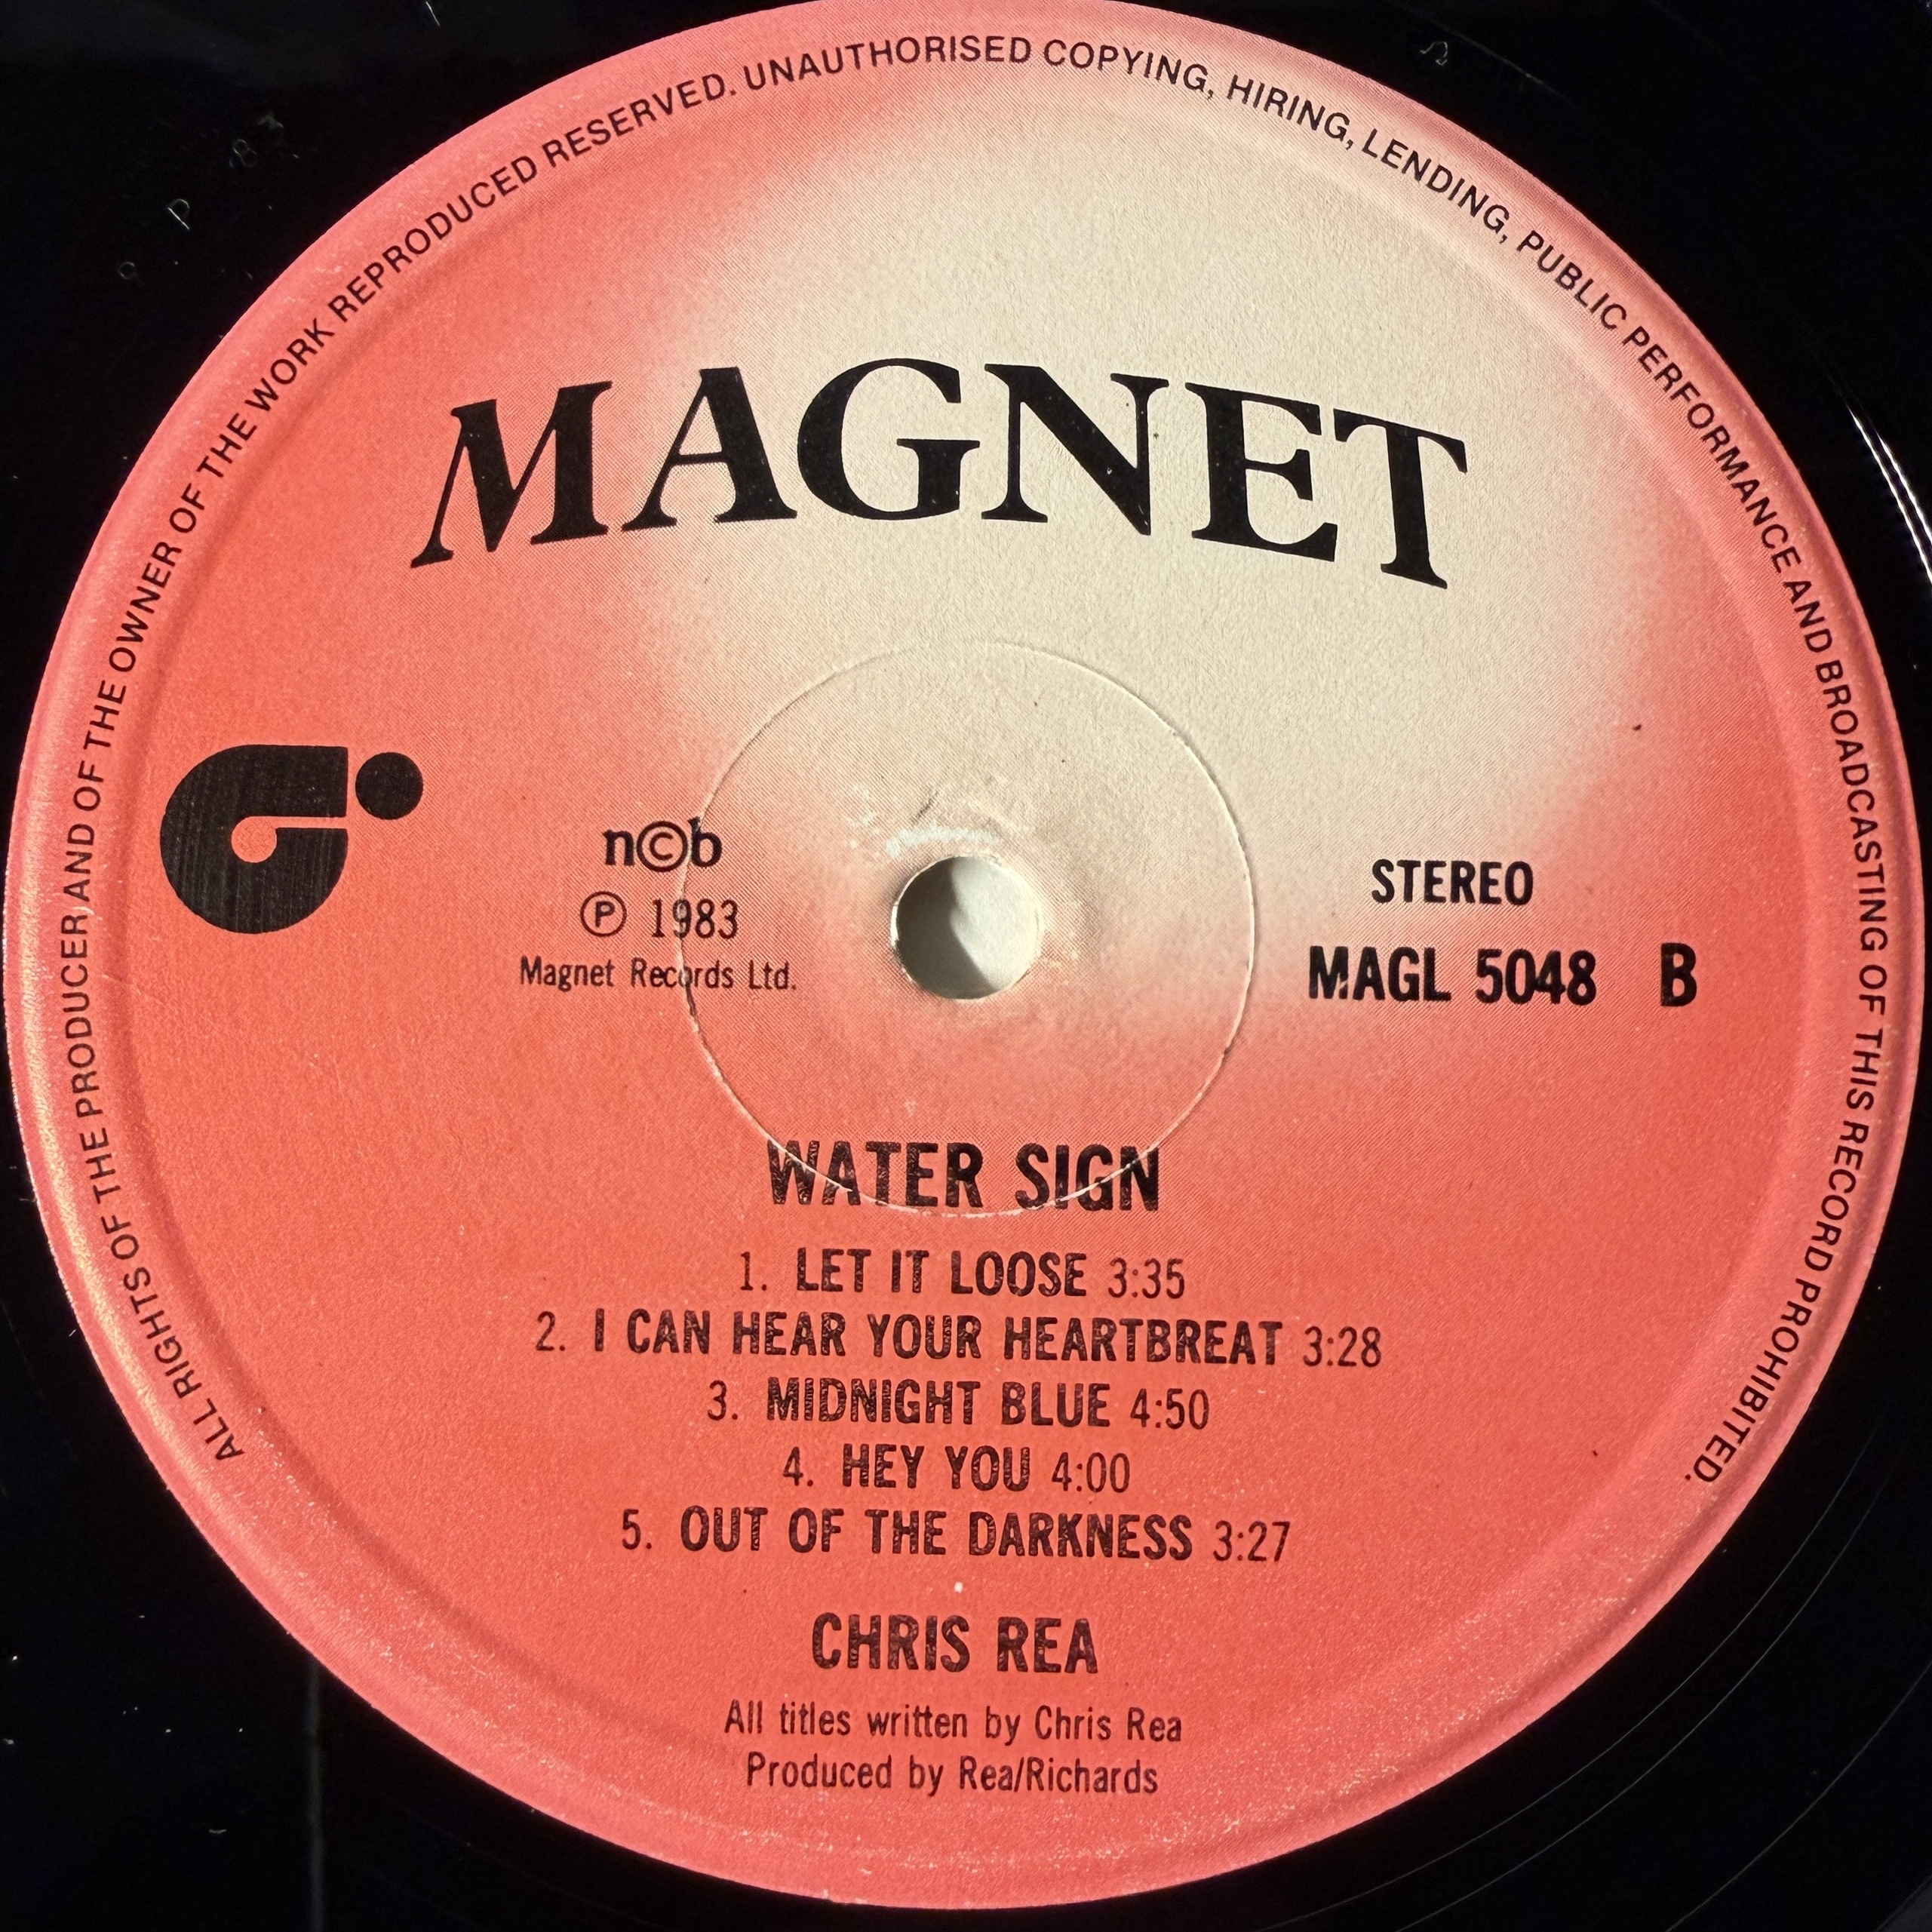 ALL RIGHTS OF THE PRODUCER AND OF THE OWNER OF THE WORK REPRODUCED RESERVED. UNAUTHORISED COPYING, HIRING, LENDING, PUBLIC PERFORMANCE AND BROADCASTING OF THIS RECORD PROHIBITED.
MAGNET
n©b
℗ 1983
Magnet Records Ltd.
STEREO
MAGL 5048 B
WATER SIGN
1. LET IT LOOSE 3:35
2. I CAN HEAR YOUR HEARTBREAT 3:28
3. MIDNIGHT BLUE 4:50
4. HEY YOU 4:00
5. OUT OF THE DARKNESS 3:27
CHRIS REA
All titles written by Chris Rea
Produced by Rea/Richards